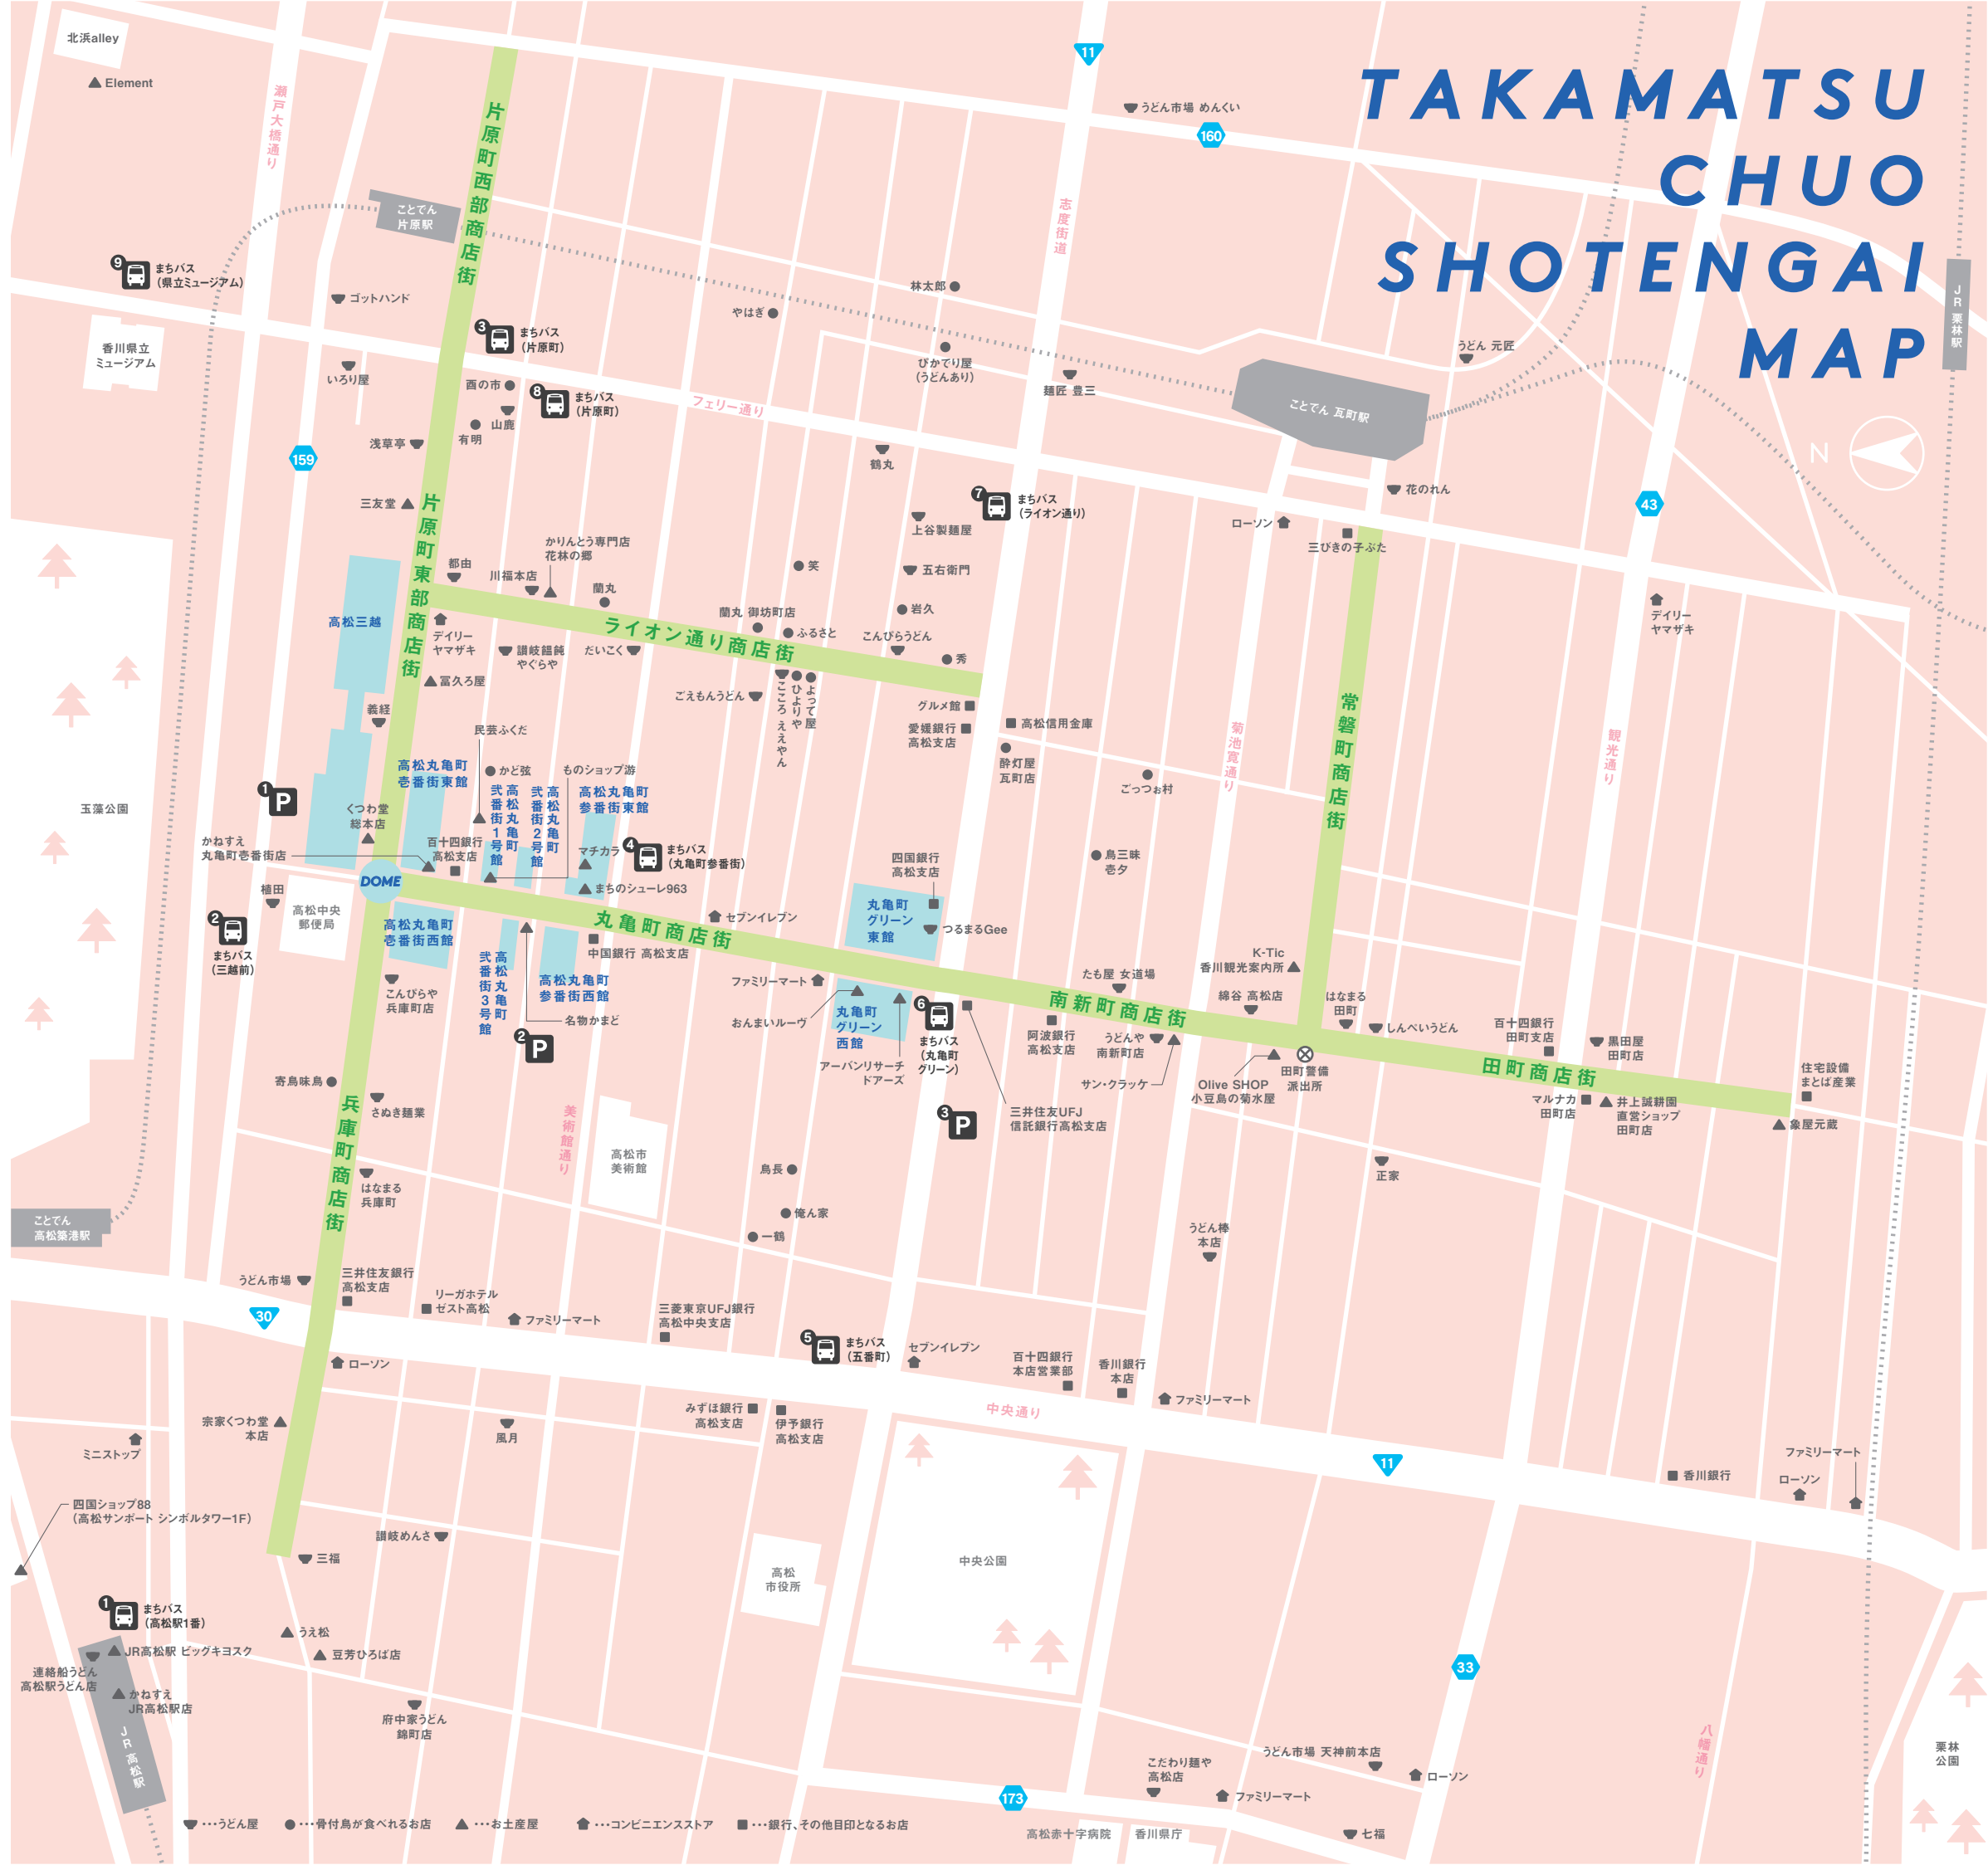 TAKAMATSU
CHUO
SHOTENGAI
MAP
N
北浜alley
Element
瀬戸大橋通り
片原町西部商店街
11
うどん市場 めんくい
160
ことでん
片原駅
志度街道
9
まちバス
（県立ミュージアム）
香川県立
ミュージアム
ゴットハンド
いろり屋
3
まちバス
（片原町）
酉の市
山鹿
有明
8
まちバス
（片原町）
やはぎ
林太郎
ぴかでり屋
（うどんあり）
麺匠 豊三
フェリー通り
うどん 元匠
ことでん 瓦町駅
JR 栗林駅
159
浅草亭
三友堂
片原町東部商店街
鶴丸
7
まちバス
（ライオン通り）
上谷製麺屋
五右衛門
花のれん
ローソン
三びきの子ぶた
43
デイリー
ヤマザキ
かりんとう専門店
花林の郷
都由
川福本店
蘭丸
笑
蘭丸 御坊町店
ふるさと
岩久
こんぴらうどん
秀
高松三越
デイリー
ヤマザキ
讃岐饂飩
やぐらや
だいこく
ライオン通り商店街
冨久ろ屋
義経
ごえもんうどん
こころ ええやん
ひよりや
よって屋
グルメ館
愛媛銀行
高松支店
高松信用金庫
酔灯屋
瓦町店
ごっつぉ村
菊池寛通り
常磐町商店街
観光通り
玉藻公園
1
P
民芸ふくだ
高松丸亀町
壱番街東館
かど弦
ものショップ游
高松丸亀町
弐番街1号館
高松丸亀町
弐番街2号館
高松丸亀町
参番街東館
くつわ堂
総本店
かねすえ
丸亀町壱番街店
百十四銀行
高松支店
マチカラ
4
まちバス
（丸亀町参番街）
まちのシューレ963
四国銀行
高松支店
鳥三昧
壱夕
DOME
植田
高松中央
郵便局
2
まちバス
（三越前）
高松丸亀町
壱番街西館
こんぴらや
兵庫町店
高松丸亀町
弐番街3号館
高松丸亀町
参番街西館
名物かまど
2
P
丸亀町商店街
セブンイレブン
中国銀行 高松支店
丸亀町
グリーン
東館
つるまるGee
ファミリーマート
おんまいルーヴ
丸亀町
グリーン
西館
アーバンリサーチ
ドアーズ
6
まちバス
（丸亀町
グリーン）
3
P
三井住友UFJ
信託銀行高松支店
阿波銀行
高松支店
たも屋 女道場
南新町商店街
うどんや
南新町店
サン・クラッケ
K-Tic
香川観光案内所
綿谷 高松店
はなまる
田町
しんぺいうどん
Olive SHOP
小豆島の菊水屋
田町警備
派出所
百十四銀行
田町支店
黒田屋
田町店
田町商店街
マルナカ
田町店
井上誠耕園
直営ショップ
田町店
住宅設備
まとば産業
象屋元蔵
寄鳥味鳥
さぬき麺業
兵庫町商店街
はなまる
兵庫町
美術館通り
高松市
美術館
鳥長
俺ん家
一鶴
正家
うどん棒
本店
ことでん
高松築港駅
うどん市場
三井住友銀行
高松支店
30
リーガホテル
ゼスト高松
ファミリーマート
三菱東京UFJ銀行
高松中央支店
5
まちバス
（五番町）
セブンイレブン
百十四銀行
本店営業部
香川銀行
本店
ファミリーマート
ローソン
宗家くつわ堂
本店
ミニストップ
風月
みずほ銀行
高松支店
伊予銀行
高松支店
中央通り
11
香川銀行
ローソン
ファミリーマート
四国ショップ88
（高松サンポート シンボルタワー1F）
讃岐めんさ
三福
高松
市役所
中央公園
1
まちバス
（高松駅1番）
うえ松
豆芳ひろば店
JR高松駅 ビッグキヨスク
連絡船うどん
高松駅うどん店
かねすえ
JR高松駅店
JR 高松駅
府中家うどん
錦町店
33
八幡通り
栗林
公園
うどん市場 天神前本店
こだわり麺や
高松店
ローソン
ファミリーマート
173
高松赤十字病院
香川県庁
七福
…うどん屋
…骨付鳥が食べれるお店
…お土産屋
…コンビニエンスストア
…銀行、その他目印となるお店